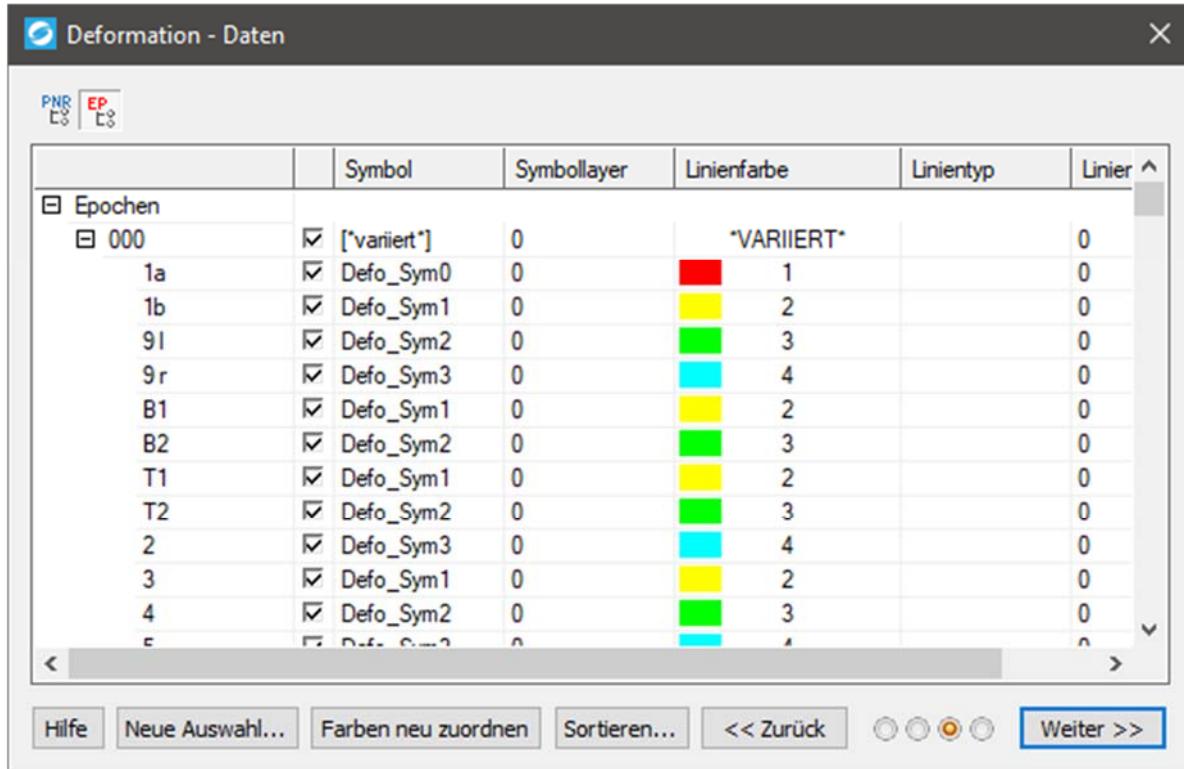 Deformation - Daten
PNR EP
Symbol Symbollayer Linienfarbe Linientyp Linier
Epochen
000 [*variiert*] 0 *VARIIERT* 0
1a Defo_Sym0 0 1 0
1b Defo_Sym1 0 2 0
9 l Defo_Sym2 0 3 0
9 r Defo_Sym3 0 4 0
B1 Defo_Sym1 0 2 0
B2 Defo_Sym2 0 3 0
T1 Defo_Sym1 0 2 0
T2 Defo_Sym2 0 3 0
2 Defo_Sym3 0 4 0
3 Defo_Sym1 0 2 0
4 Defo_Sym2 0 3 0
Hilfe Neue Auswahl... Farben neu zuordnen Sortieren... << Zurück Weiter >>